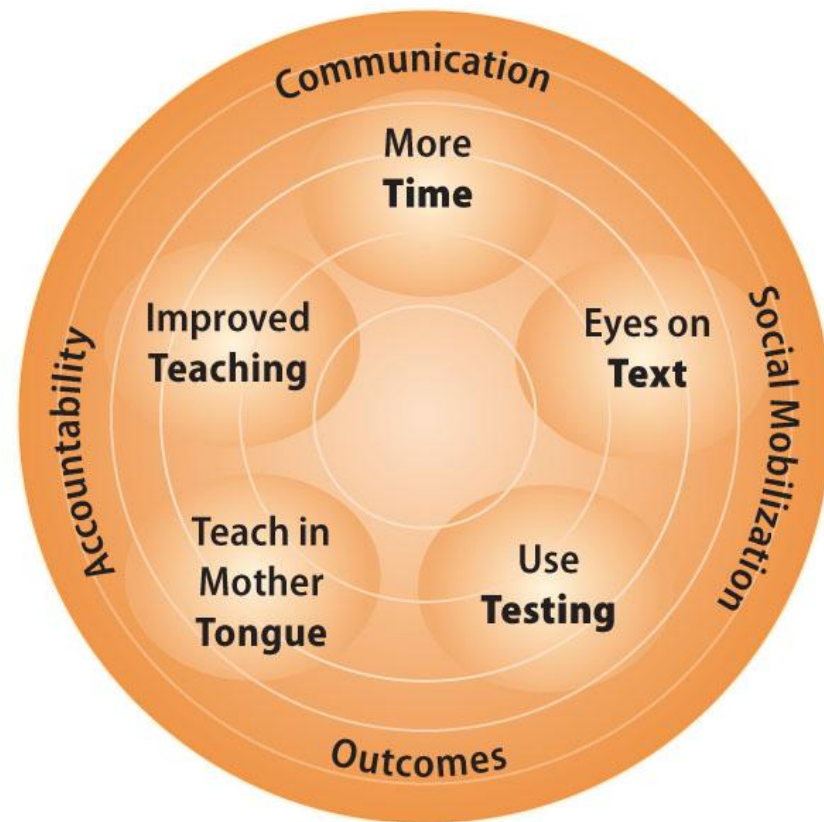 Communication
More
Time
Eyes on
Text
Social Mobilization
Use
Testing
Outcomes
Teach in
Mother
Tongue
Accountability
Improved
Teaching